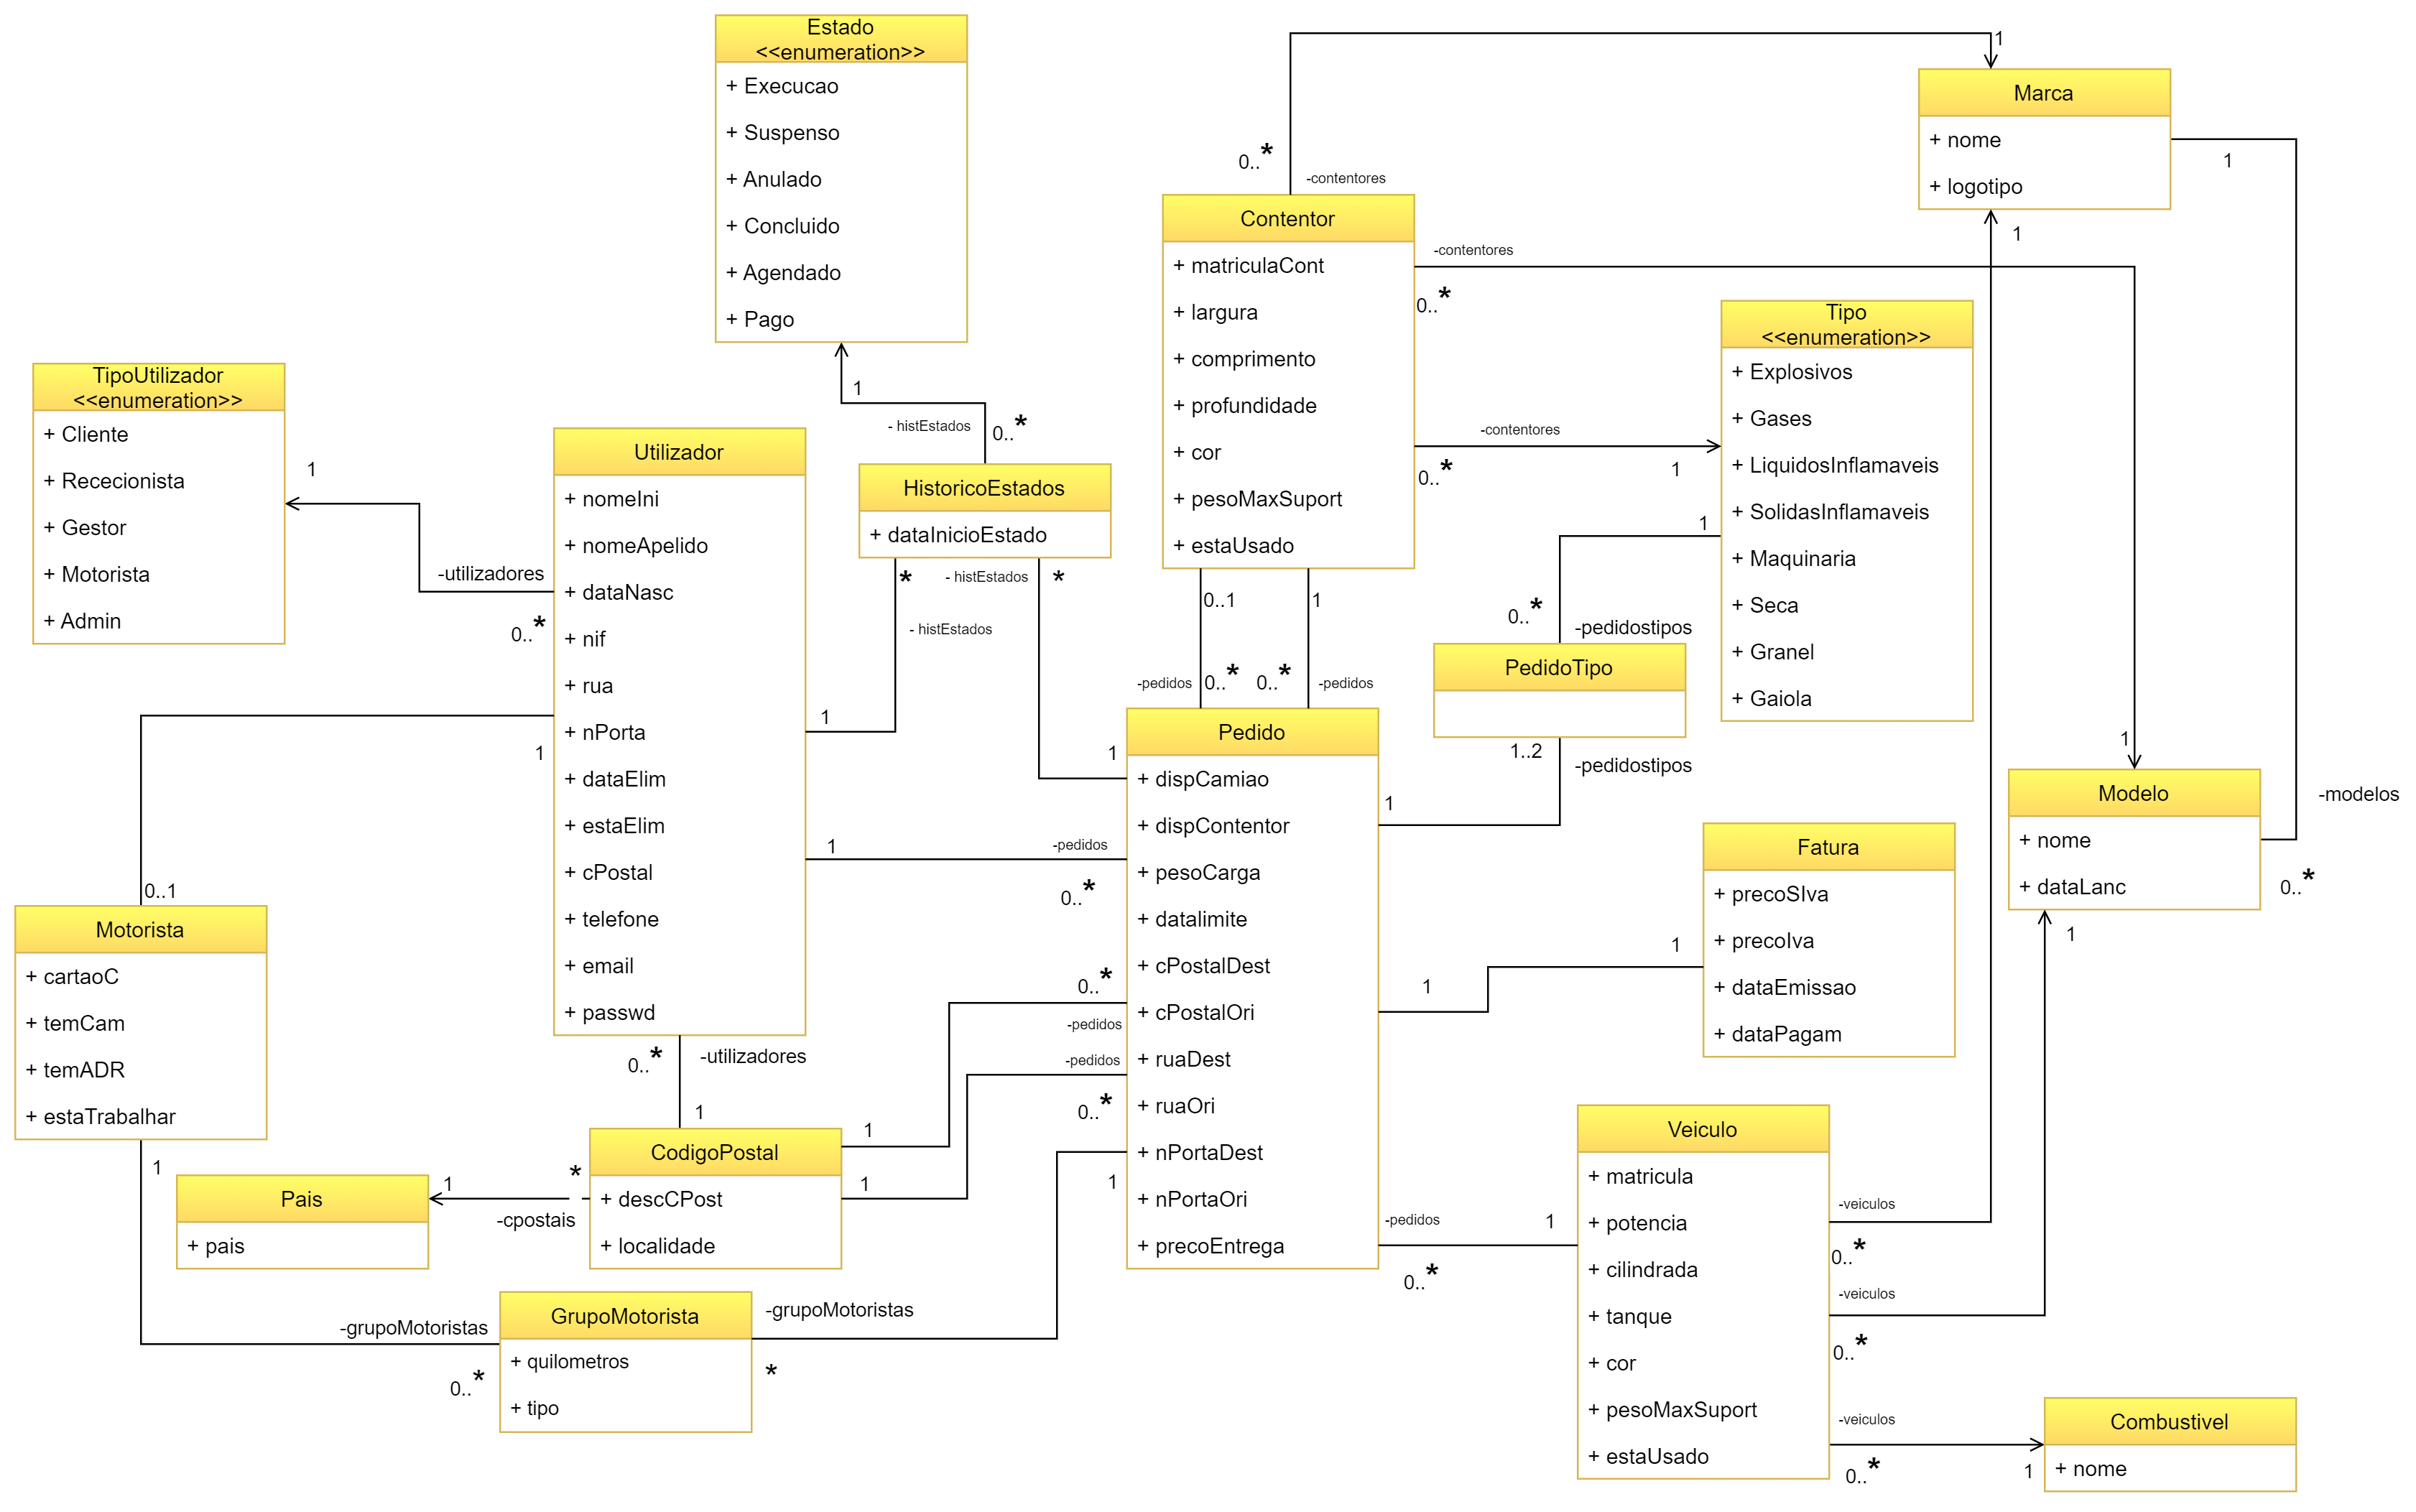 Estado
<<enumeration>>
+ Execucao
+ Suspenso
+ Anulado
+ Concluido
+ Agendado
+ Pago
1
0..*
- histEstados
TipoUtilizador
<<enumeration>>
+ Cliente
+ Rececionista
+ Gestor
+ Motorista
+ Admin
1
-utilizadores
0..*
Utilizador
+ nomeIni
+ nomeApelido
+ dataNasc
+ nif
+ rua
+ nPorta
+ dataElim
+ estaElim
+ cPostal
+ telefone
+ email
+ passwd
HistoricoEstados
+ dataInicioEstado
*
- histEstados
1
- histEstados
*
1
1
0..1
Motorista
+ cartaoC
+ temCam
+ temADR
+ estaTrabalhar
1
-grupoMotoristas
0..*
Pais
+ pais
1
*
-cpostais
0..*
-utilizadores
1
CodigoPostal
+ descCPost
+ localidade
1
0..*
-pedidos
1
-pedidos
0..*
GrupoMotorista
+ quilometros
+ tipo
-grupoMotoristas
*
1
1
-pedidos
0..*
Contentor
+ matriculaCont
+ largura
+ comprimento
+ profundidade
+ cor
+ pesoMaxSuport
+ estaUsado
0..*
-contentores
1
-contentores
0..*
1
-contentores
0..*
1
0..1
-pedidos
0..*
1
0..*
-pedidos
Pedido
+ dispCamiao
+ dispContentor
+ pesoCarga
+ datalimite
+ cPostalDest
+ cPostalOri
+ ruaDest
+ ruaOri
+ nPortaDest
+ nPortaOri
+ precoEntrega
Tipo
<<enumeration>>
+ Explosivos
+ Gases
+ LiquidosInflamaveis
+ SolidasInflamaveis
+ Maquinaria
+ Seca
+ Granel
+ Gaiola
1
0..*
-pedidostipos
PedidoTipo
1..2
-pedidostipos
1
Fatura
+ precoSIva
+ precoIva
+ dataEmissao
+ dataPagam
1
1
Marca
+ nome
+ logotipo
1
1
Modelo
+ nome
+ dataLanc
-modelos
0..*
1
Veiculo
+ matricula
+ potencia
+ cilindrada
+ tanque
+ cor
+ pesoMaxSuport
+ estaUsado
-pedidos
0..*
1
-veiculos
0..*
-veiculos
0..*
-veiculos
0..*
1
Combustivel
+ nome